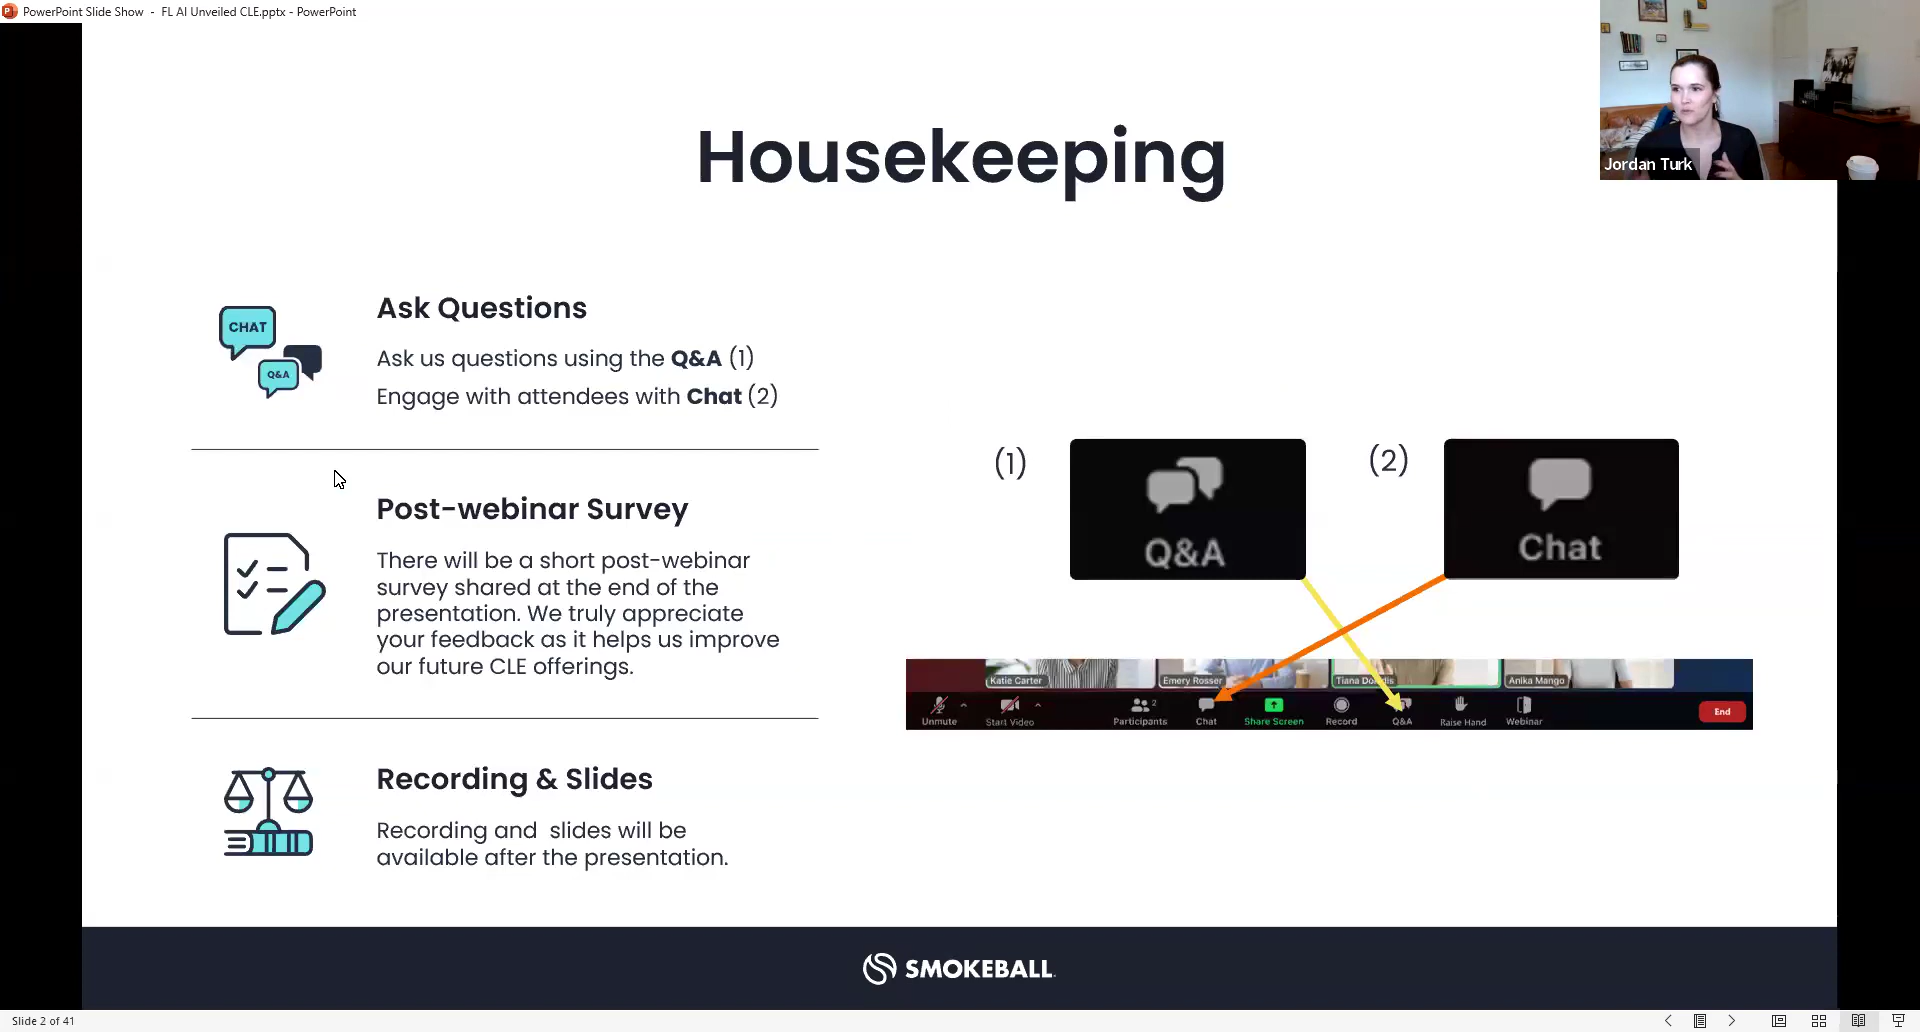 PowerPoint Slide Show - FL AI Unveiled CLE.pptx - PowerPoint
Jordan Turk
Housekeeping
CHAT
Q&A
Ask Questions
Ask us questions using the Q&A (1)
Engage with attendees with Chat (2)
Post-webinar Survey
There will be a short post-webinar
survey shared at the end of the
presentation. We truly appreciate
your feedback as it helps us improve
our future CLE offerings.
Recording & Slides
Recording and slides will be
available after the presentation.
(1)
Q&A
(2)
Chat
Katie Carter
Emery Rosser
Tiana
Anika Mango
Unmute
Start Video
Participants
2
Chat
Share Screen
Record
Q&A
Raise Hand
Webinar
End
SMOKEBALL
Slide 2 of 41